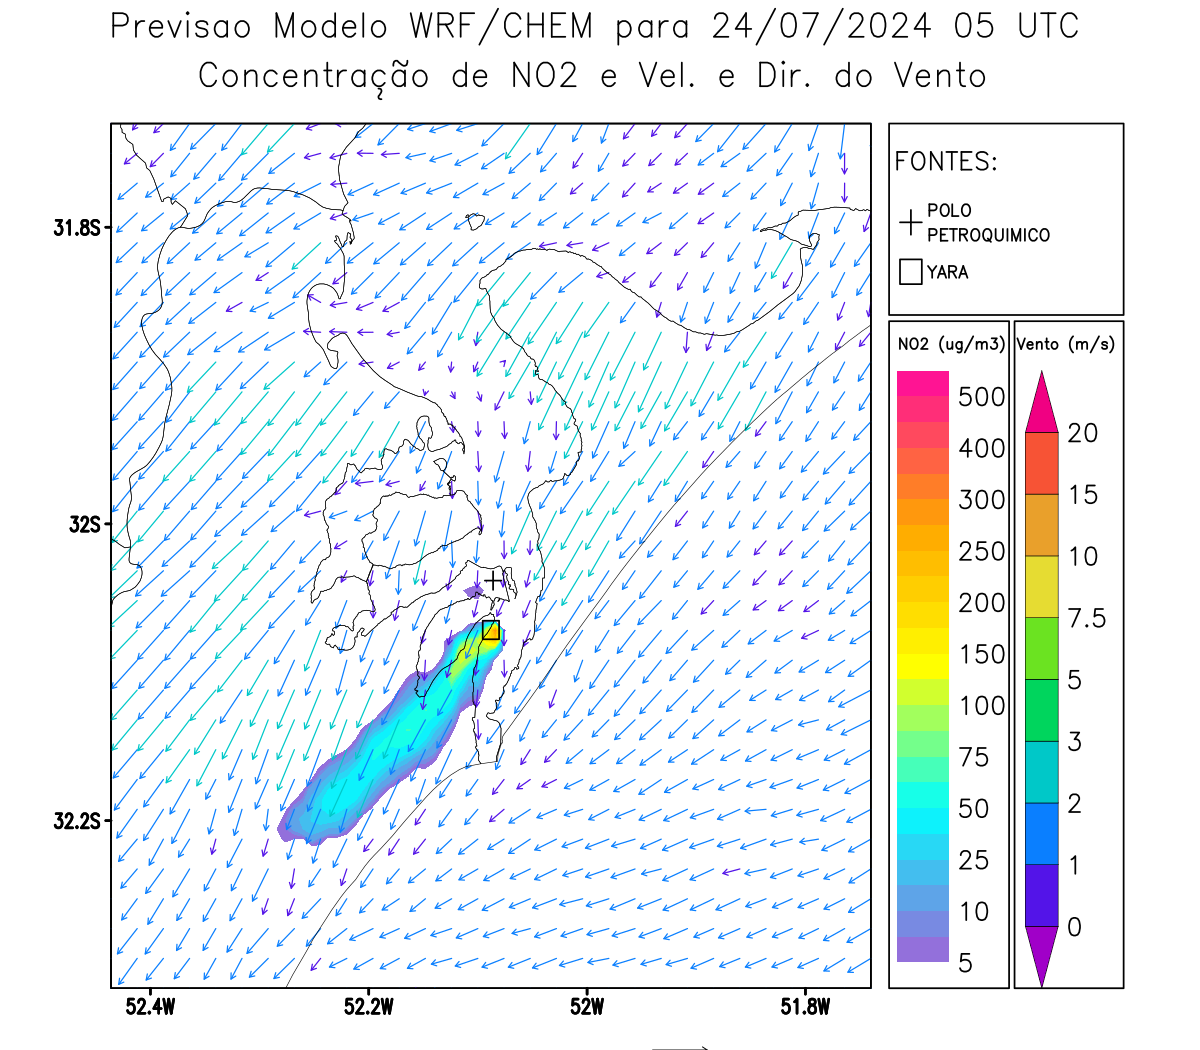 Previsao Modelo WRF/CHEM para 24/07/2024 05 UTC
Concentração de NO2 e Vel. e Dir. do Vento
FONTES:
POLO
PETROQUIMICO
YARA
NO2 (ug/m3)
500
400
300
250
200
150
100
75
50
25
10
5
Vento (m/s)
20
15
10
7.5
5
3
2
1
0
31.8S
32S
32.2S
52.4W
52.2W
52W
51.8W